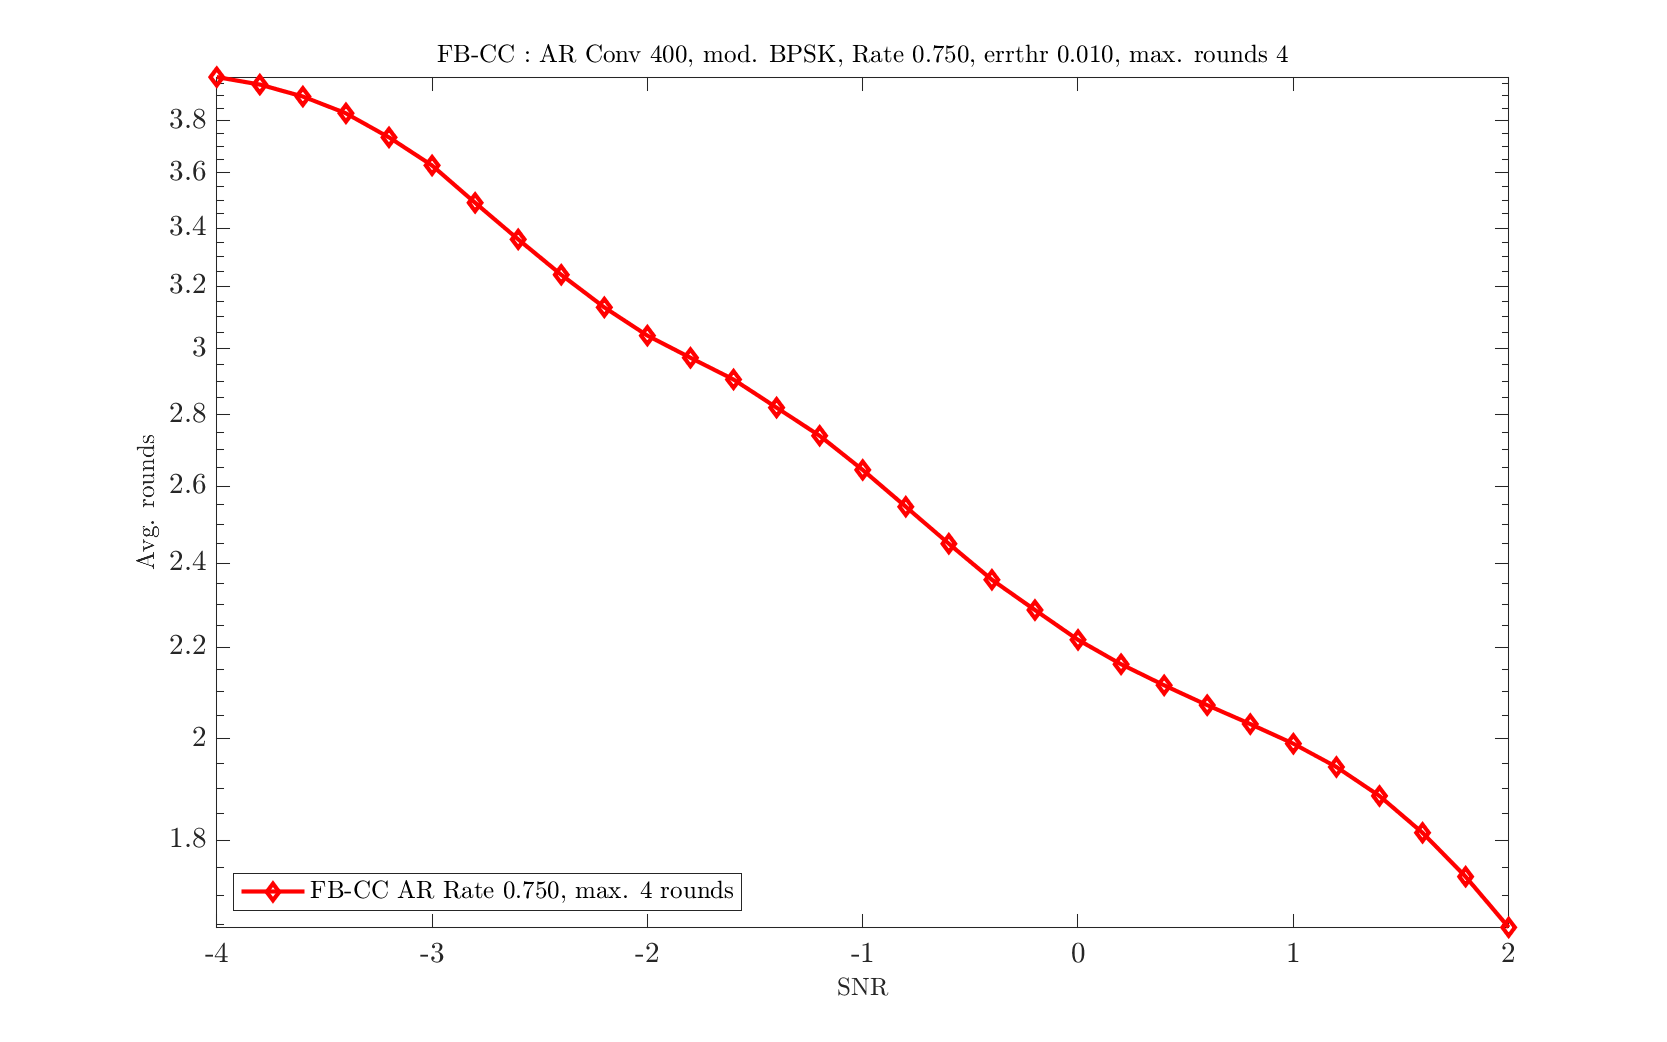 FB-CC : AR Conv 400, mod. BPSK, Rate 0.750, errthr 0.010, max. rounds 4
3.8
3.6
3.4
3.2
3
2.8
2.6
2.4
2.2
2
1.8
Avg. rounds
FB-CC AR Rate 0.750, max. 4 rounds
-4 -3 -2 -1 0 1 2
SNR